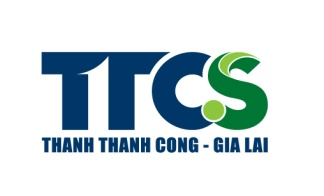 TTCS
THANH THANH CONG - GIA LAI